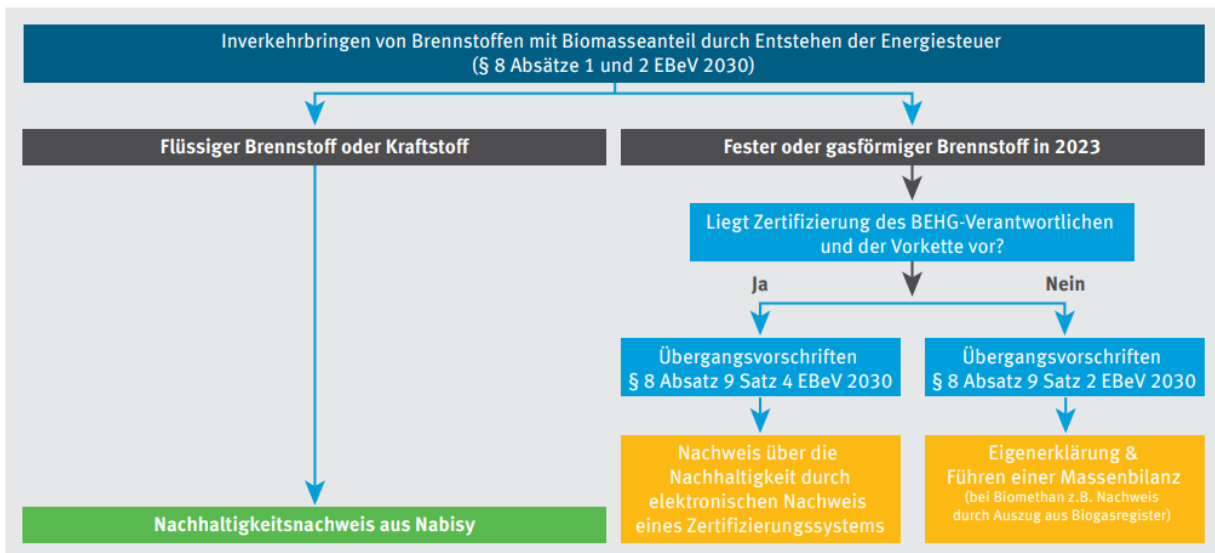 Inverkehrbringen von Brennstoffen mit Biomasseanteil durch Entstehen der Energiesteuer
(§ 8 Absätze 1 und 2 EBeV 2030)
Flüssiger Brennstoff oder Kraftstoff
Fester oder gasförmiger Brennstoff in 2023
Liegt Zertifizierung des BEHG-Verantwortlichen
und der Vorkette vor?
Ja
Nein
Übergangsvorschriften
§ 8 Absatz 9 Satz 4 EBeV 2030
Übergangsvorschriften
§ 8 Absatz 9 Satz 2 EBeV 2030
Nachweis über die
Nachhaltigkeit durch
elektronischen Nachweis
eines Zertifizierungssystems
Eigenerklärung &
Führen einer Massenbilanz
(bei Biomethan z.B. Nachweis
durch Auszug aus Biogasregister)
Nachhaltigkeitsnachweis aus Nabisy